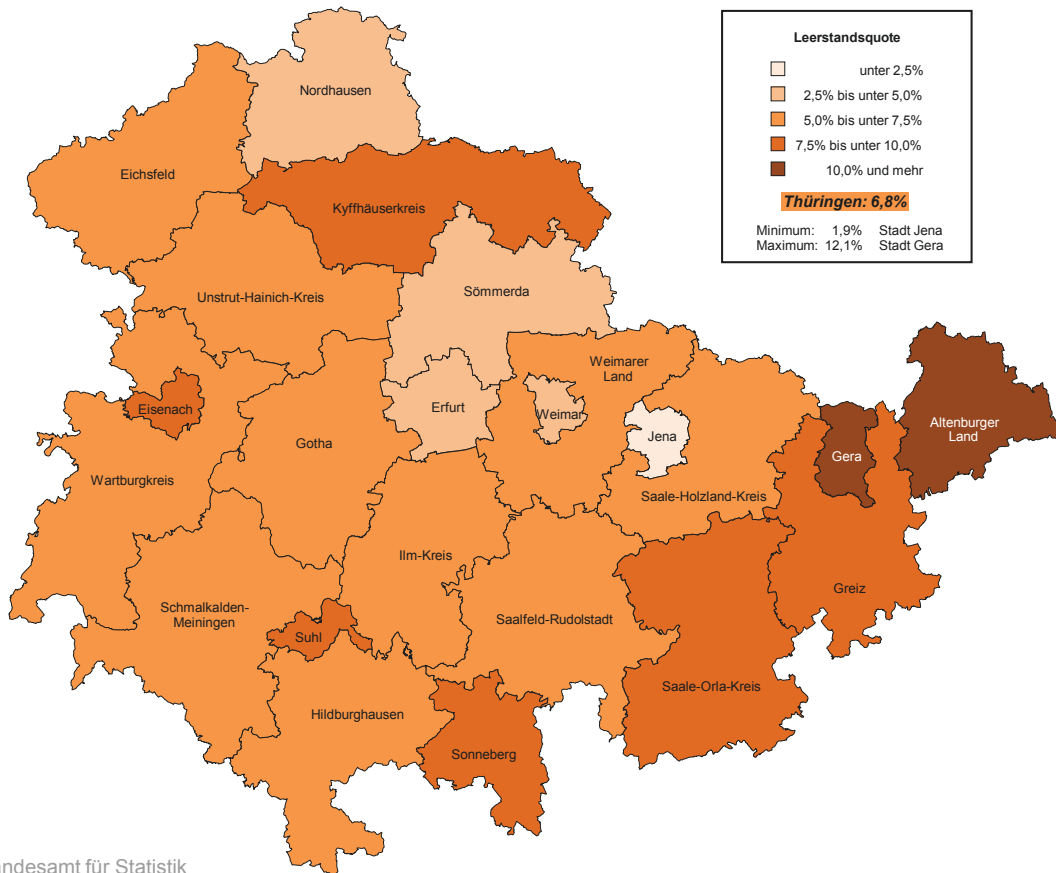 Leerstandsquote
unter 2,5%
2,5% bis unter 5,0%
5,0% bis unter 7,5%
7,5% bis unter 10,0%
10,0% und mehr
Thüringen: 6,8%
Minimum: 1,9% Stadt Jena
Maximum: 12,1% Stadt Gera
Nordhausen
Eichsfeld
Kyffhäuserkreis
Unstrut-Hainich-Kreis
Sömmerda
Weimarer
Land
Eisenach
Erfurt
Weimar
Jena
Gotha
Gera
Altenburger
Land
Wartburgkreis
Saale-Holzland-Kreis
Ilm-Kreis
Greiz
Schmalkalden-
Meiningen
Suhl
Saalfeld-Rudolstadt
Saale-Orla-Kreis
Hildburghausen
Sonneberg
andesamt für Statistik